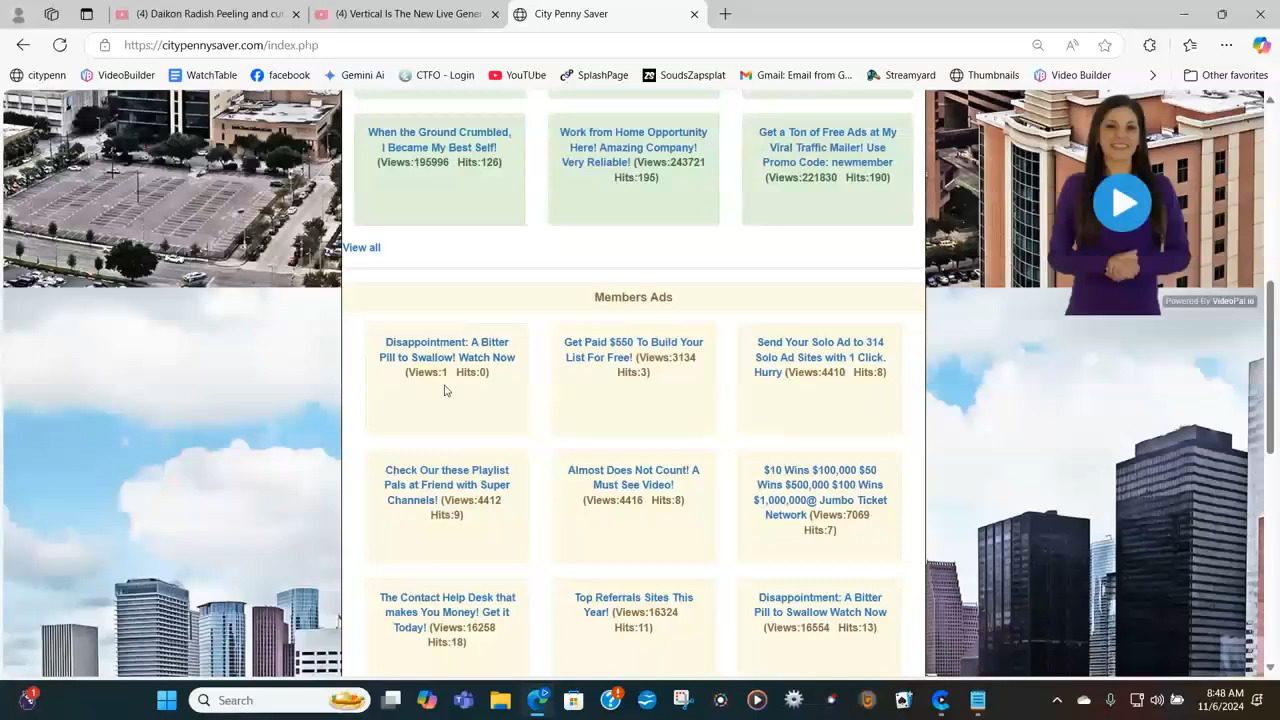 (4) Daikon Radish Peeling and cut
(4) Vertical Is The New Live Gener
City Penny Saver
https://citypennysaver.com/index.php
citypenn
VideoBuilder
WatchTable
facebook
Gemini Ai
CTFO - Login
YouTube
SplashPage
SoudsZapsplat
Gmail: Email from G...
Streamyard
Thumbnails
Video Builder
Other favorites
When the Ground Crumbled,
I Became My Best Self!
(Views:195996 Hits:126)
Work from Home Opportunity
Here! Amazing Company!
Very Reliable! (Views:243721
Hits:195)
Get a Ton of Free Ads at My
Viral Traffic Mailer! Use
Promo Code: newmember
(Views:221830 Hits:190)
View all
Powered By VideoPal.io
Members Ads
Disappointment: A Bitter
Pill to Swallow! Watch Now
(Views:1 Hits:0)
Get Paid $550 To Build Your
List For Free! (Views:3134
Hits:3)
Send Your Solo Ad to 314
Solo Ad Sites with 1 Click.
Hurry (Views:4410 Hits:8)
Check Our these Playlist
Pals at Friend with Super
Channels! (Views:4412
Hits:9)
Almost Does Not Count! A
Must See Video!
(Views:4416 Hits:8)
$10 Wins $100,000 $50
Wins $500,000 $100 Wins
$1,000,000@ Jumbo Ticket
Network (Views:7069
Hits:7)
The Contact Help Desk that
makes You Money! Get it
Today! (Views:16258
Hits:18)
Top Referrals Sites This
Year! (Views:16324
Hits:11)
Disappointment: A Bitter
Pill to Swallow Watch Now
(Views:16554 Hits:13)
1
Search
8:48 AM
11/6/2024